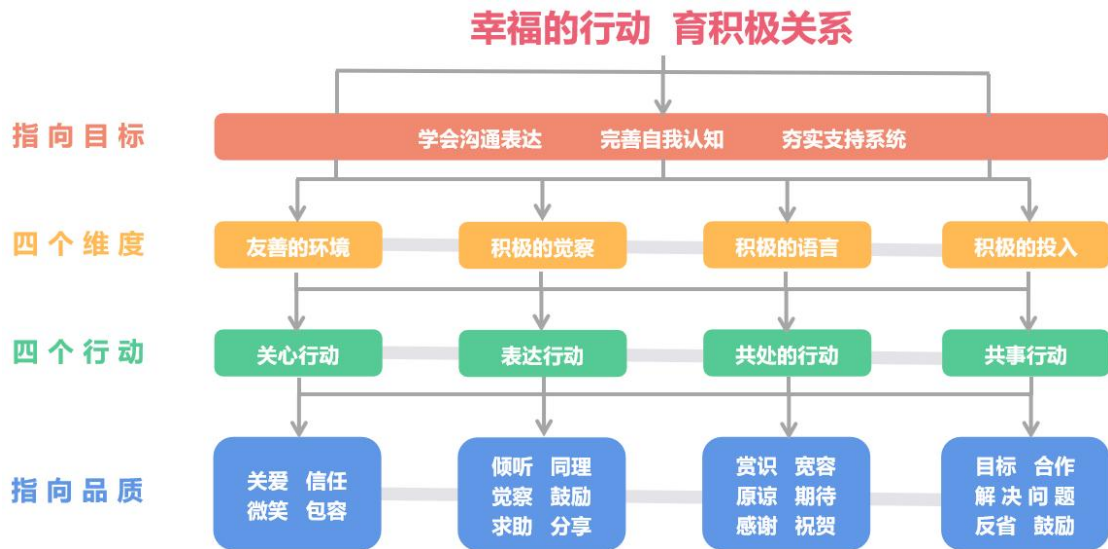 幸福的行动 育积极关系
指向目标
学会沟通表达 完善自我认知 夯实支持系统
四个维度
友善的环境 积极的觉察 积极的语言 积极的投入
四个行动
关心行动 表达行动 共处的行动 共事行动
指向品质
关爱 信任
微笑 包容
倾听 同理
觉察 鼓励
求助 分享
赏识 宽容
原谅 期待
感谢 祝贺
目标 合作
解决问题
反省 鼓励